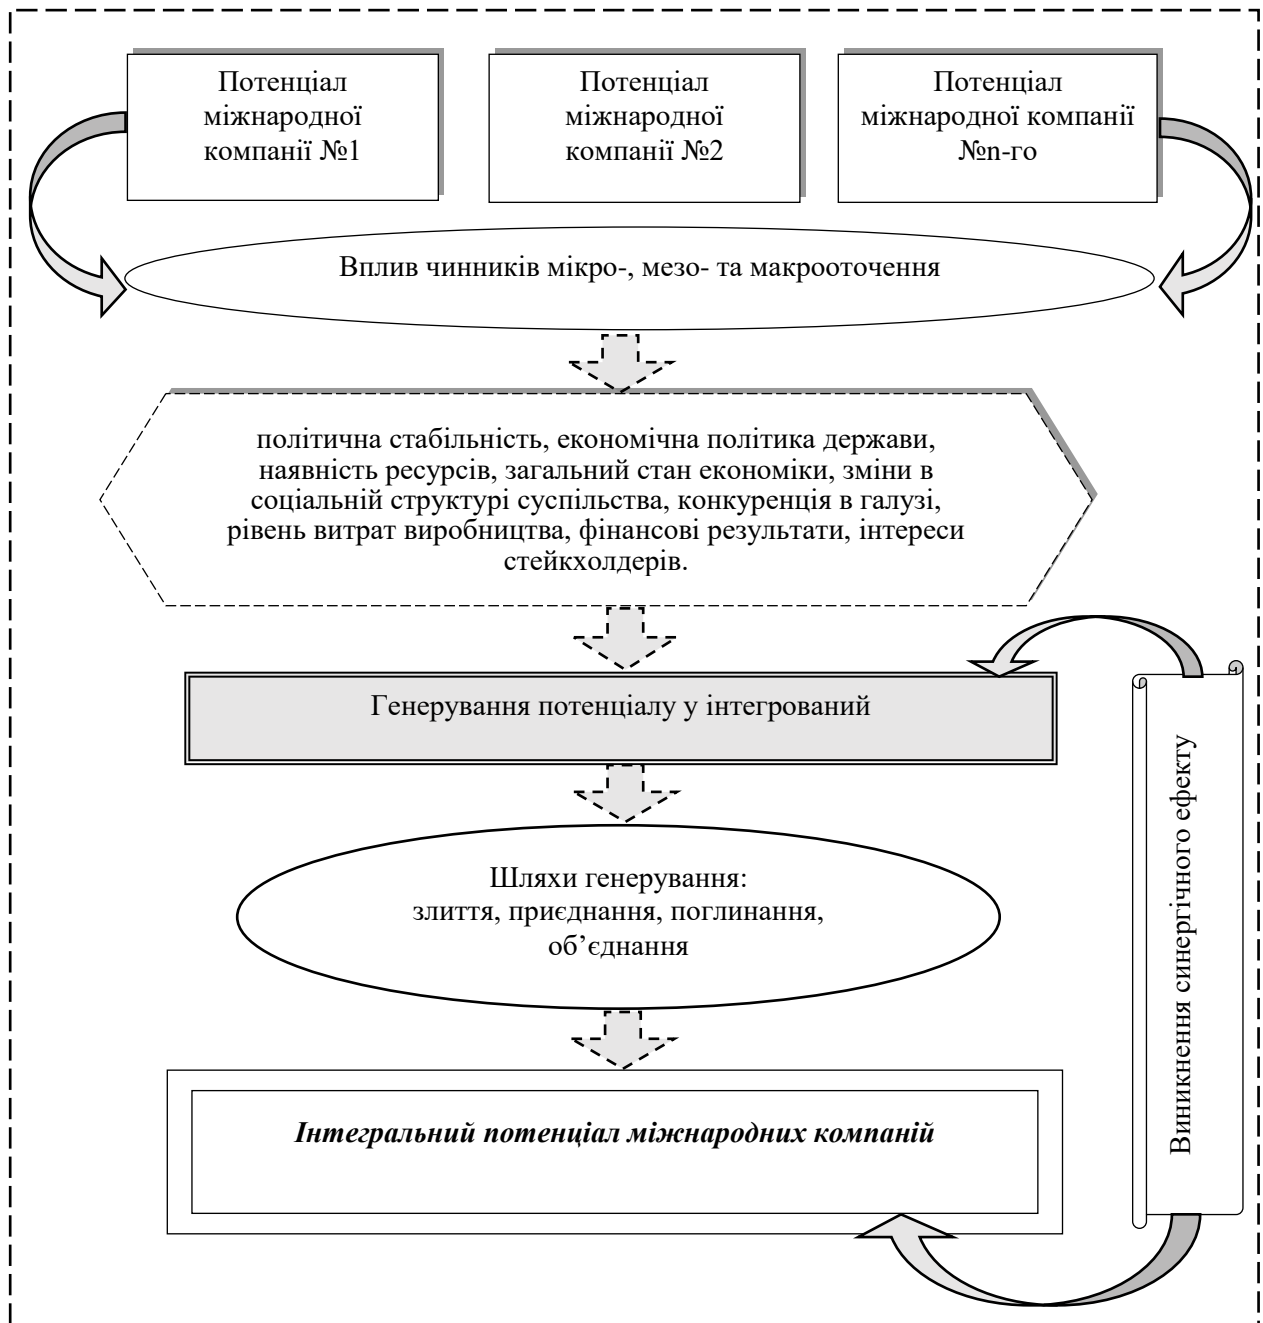 Потенціал
міжнародної
компанії №1
Потенціал
міжнародної
компанії №2
Потенціал
міжнародної компанії
№n-го
Вплив чинників мікро-, мезо- та макрооточення
політична стабільність, економічна політика держави,
наявність ресурсів, загальний стан економіки, зміни в
соціальній структурі суспільства, конкуренція в галузі,
рівень витрат виробництва, фінансові результати, інтереси
стейкхолдерів.
Генерування потенціалу у інтегрований
Шляхи генерування:
злиття, приєднання, поглинання,
об’єднання
Інтегральний потенціал міжнародних компаній
Виникнення синергічного ефекту